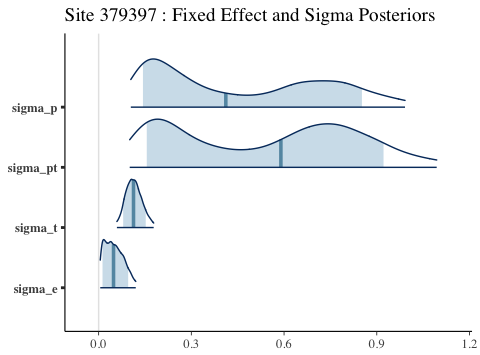 Site 379397 : Fixed Effect and Sigma Posteriors
sigma_p
sigma_pt
sigma_t
sigma_e
0.0 0.3 0.6 0.9 1.2